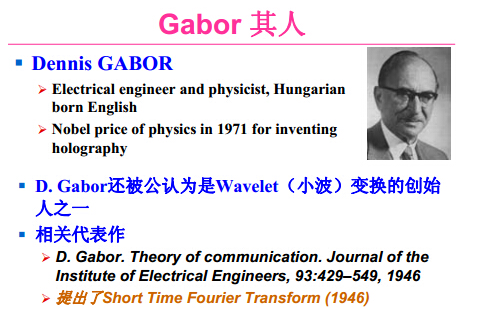 Gabor 其人
Dennis GABOR
Electrical engineer and physicist, Hungarian
born English
Nobel price of physics in 1971 for inventing
holography
D. Gabor还被公认为是Wavelet（小波）变换的创始
人之一
相关代表作
D. Gabor. Theory of communication. Journal of the
Institute of Electrical Engineers, 93:429–549, 1946
提出了Short Time Fourier Transform (1946)